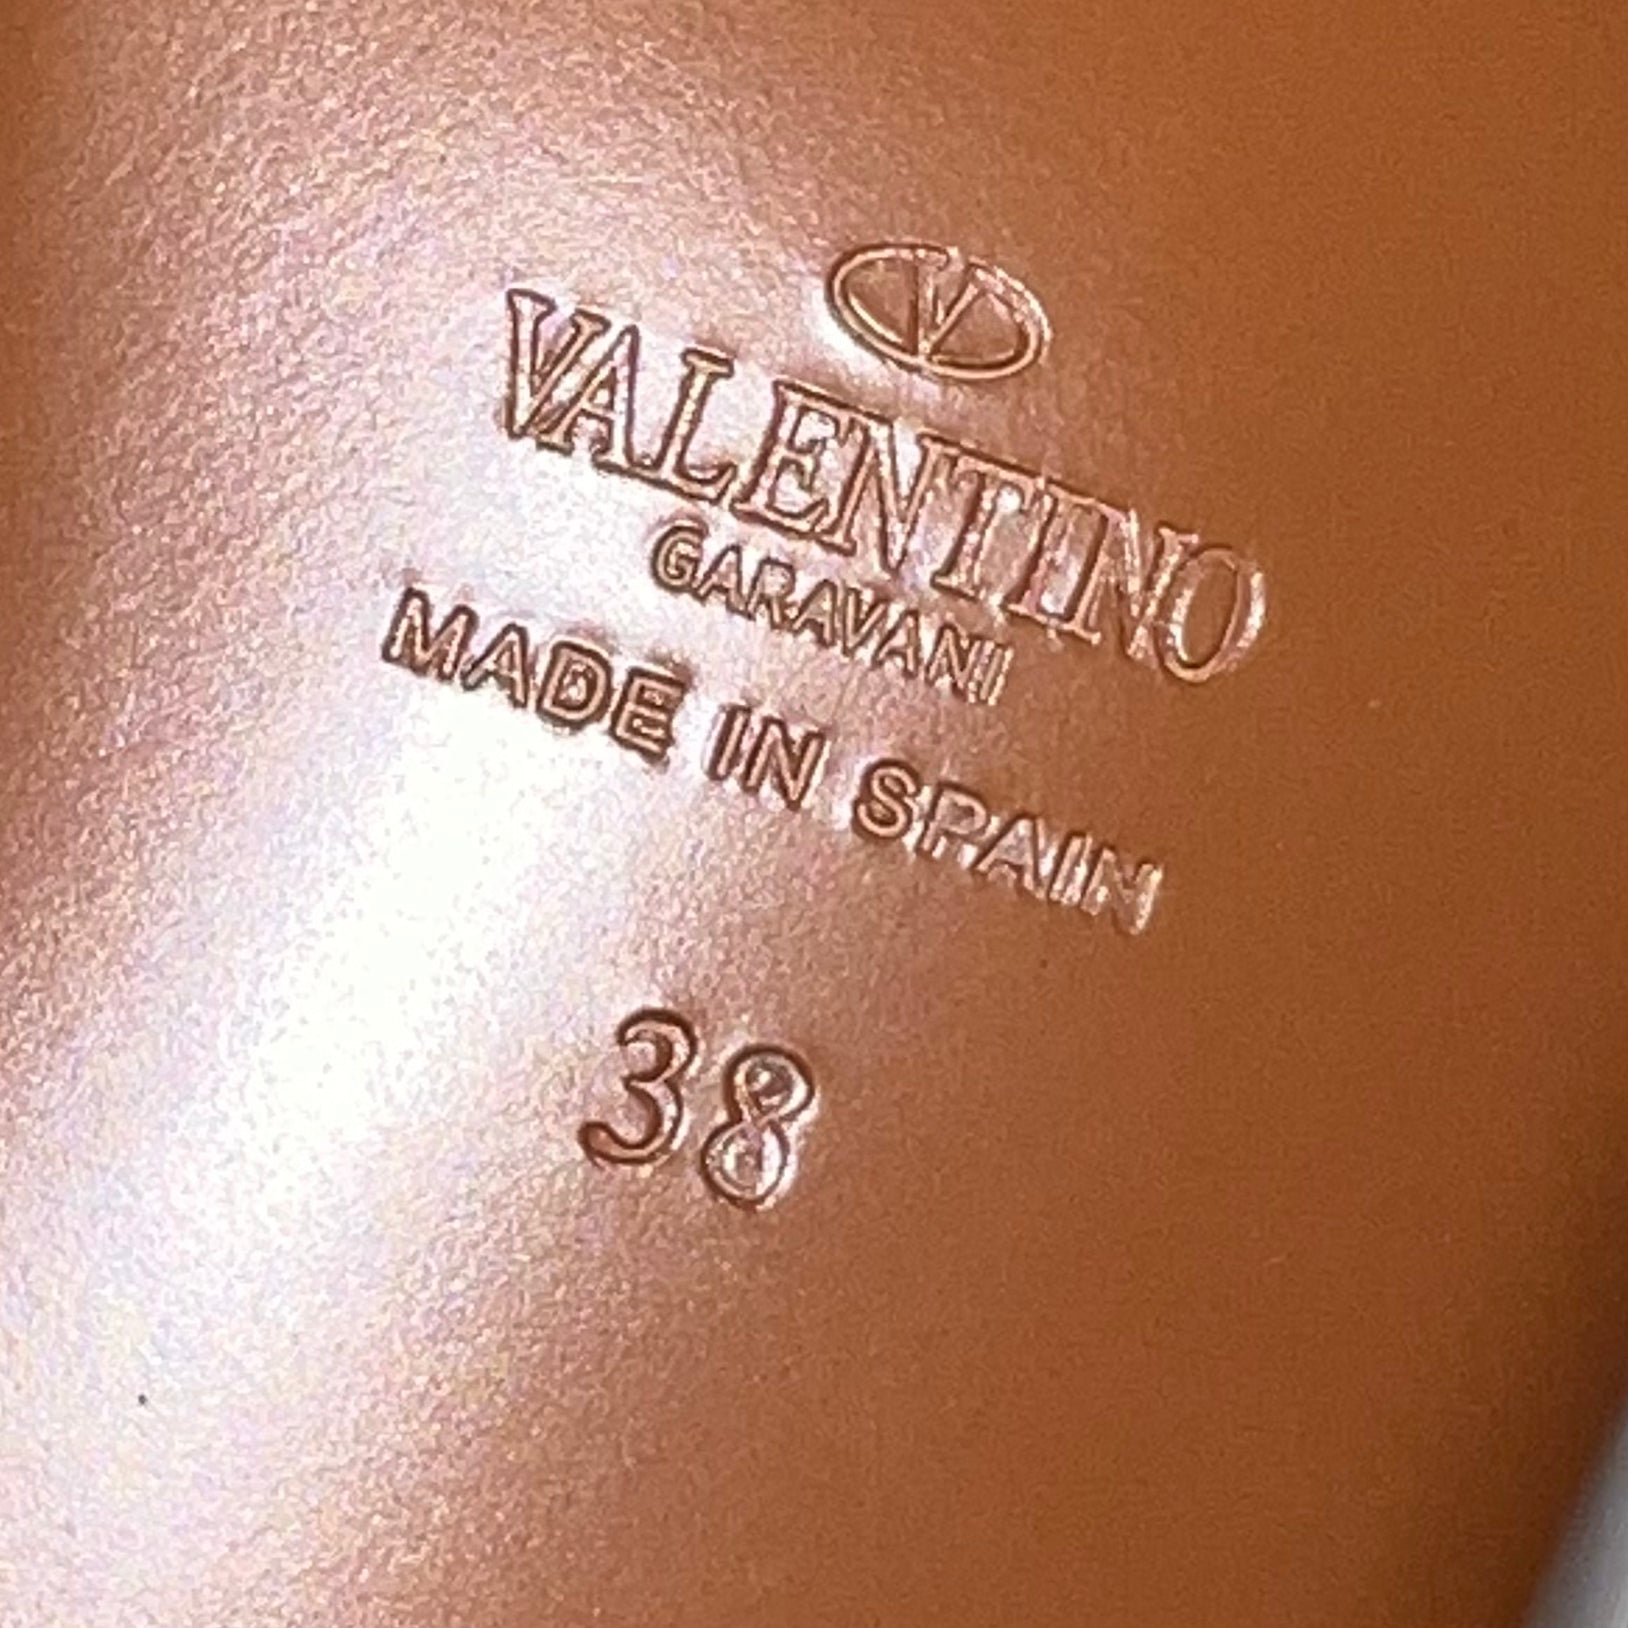 VALENTINO
GARAVANI
MADE IN SPAIN
38